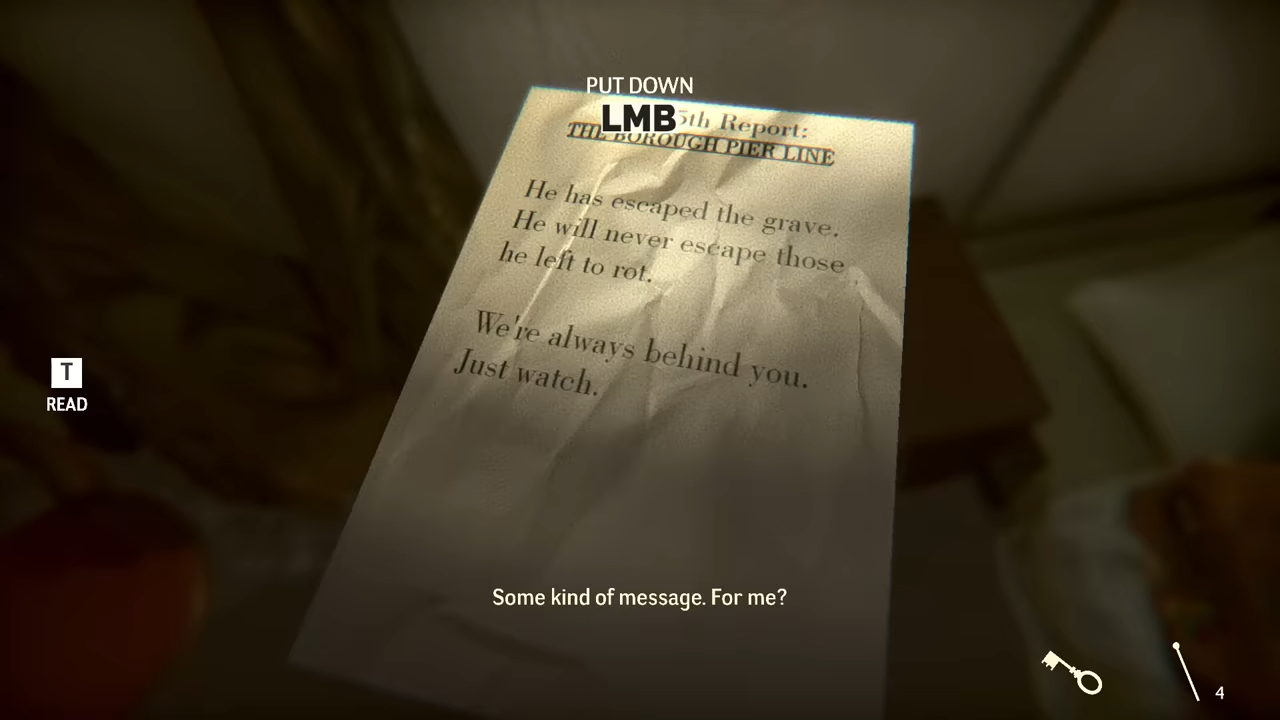 PUT DOWN
LMB
5th Report:
THE BOROUGH PIER LINE
He has escaped the grave.
He will never escape those
he left to rot.
We're always behind you.
Just watch.
T
READ
Some kind of message. For me?
4